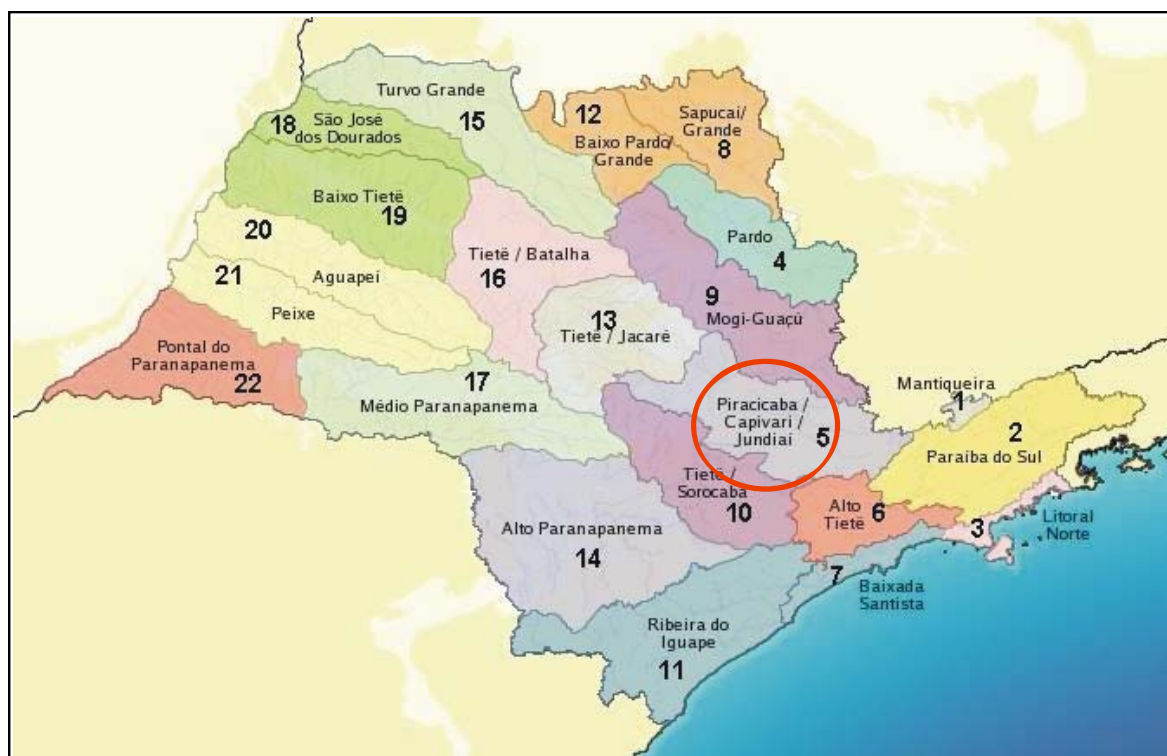 Turvo Grande
15
18
São José
dos Dourados
12
Baixo Pardo/
Grande
Sapucaí/
Grande
8
Baixo Tietê
19
Pardo
4
20
Aguapeí
21
Peixe
Tietê / Batalha
16
9
Mogi-Guaçú
13
Tietê / Jacaré
Pontal do
Paranapanema
22
17
Médio Paranapanema
Piracicaba /
Capivari /
Jundiaí
5
Mantiqueira
1
2
Paraíba do Sul
Tietê /
Sorocaba
10
Alto
Tietê
6
3
Litoral
Norte
Alto Paranapanema
14
7
Baixada
Santista
Ribeira do
Iguape
11